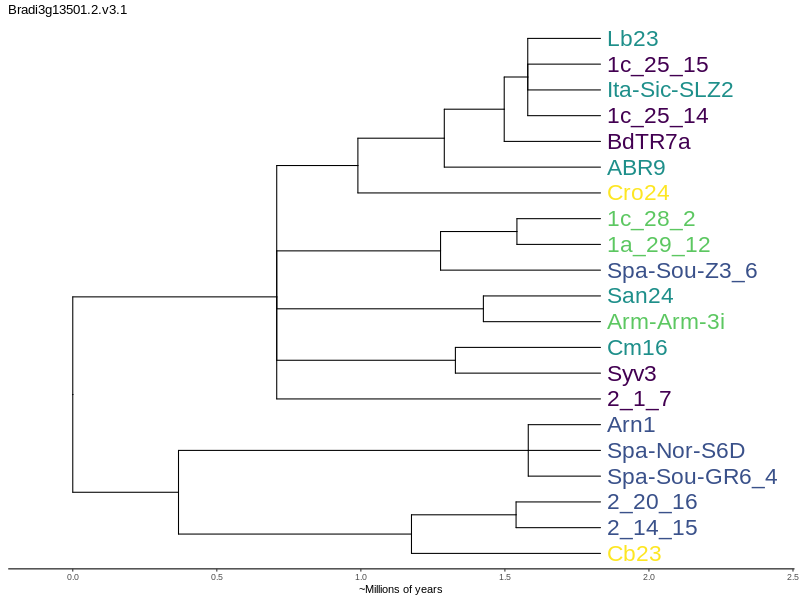 Bradi3g13501.2.v3.1
Lb23
1c_25_15
Ita-Sic-SLZ2
1c_25_14
BdTR7a
ABR9
Cro24
1c_28_2
1a_29_12
Spa-Sou-Z3_6
San24
Arm-Arm-3i
Cm16
Syv3
2_1_7
Arn1
Spa-Nor-S6D
Spa-Sou-GR6_4
2_20_16
2_14_15
Cb23
0.0 0.5 1.0 1.5 2.0 2.5
~Millions of years